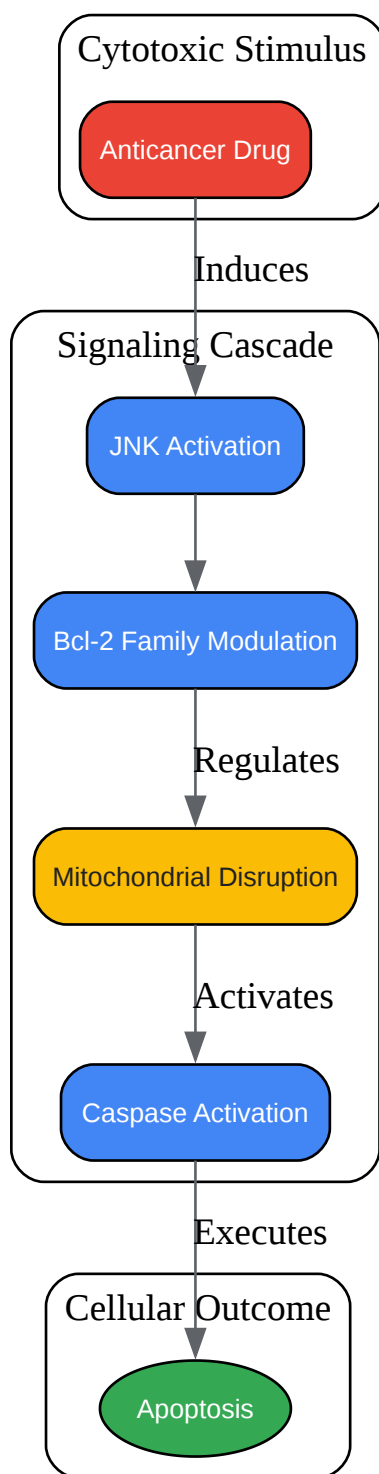 Cytotoxic Stimulus
Anticancer Drug
Induces
Signaling Cascade
JNK Activation
Bcl-2 Family Modulation
Regulates
Mitochondrial Disruption
Activates
Caspase Activation
Executes
Cellular Outcome
Apoptosis